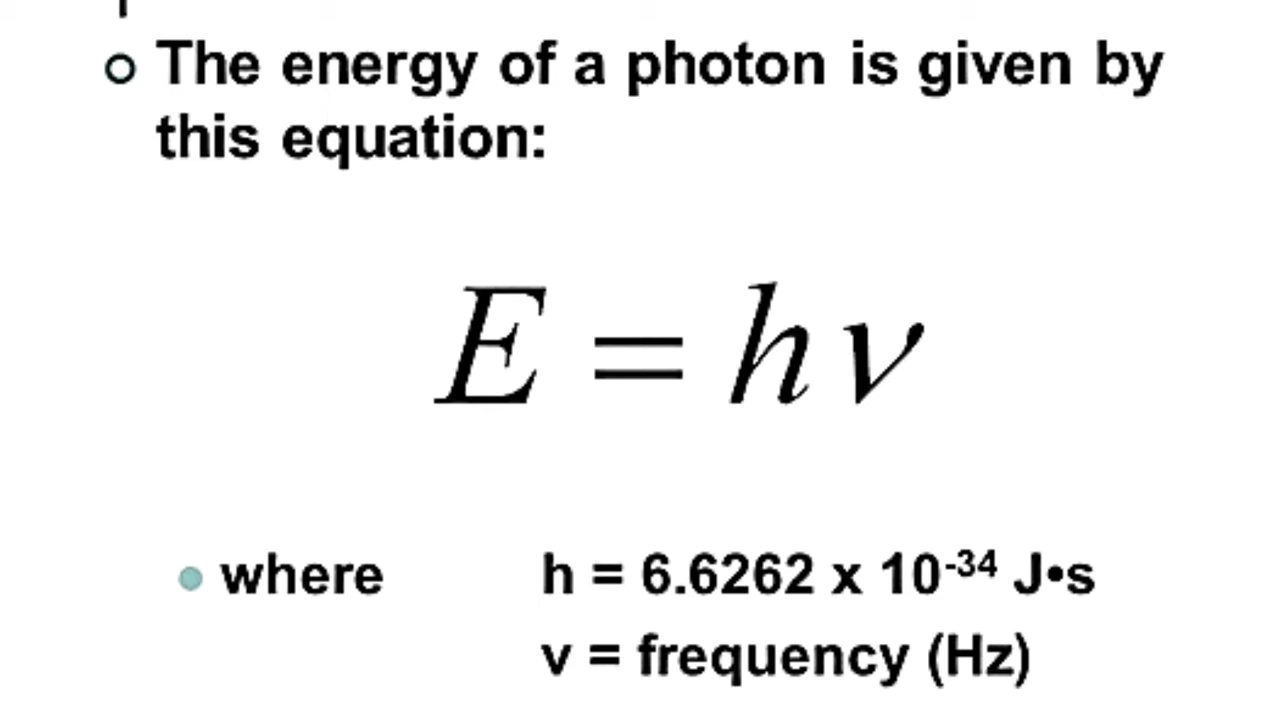 The energy of a photon is given by
this equation:
E = hν
where h = 6.6262 x 10⁻³⁴ J•s
v = frequency (Hz)